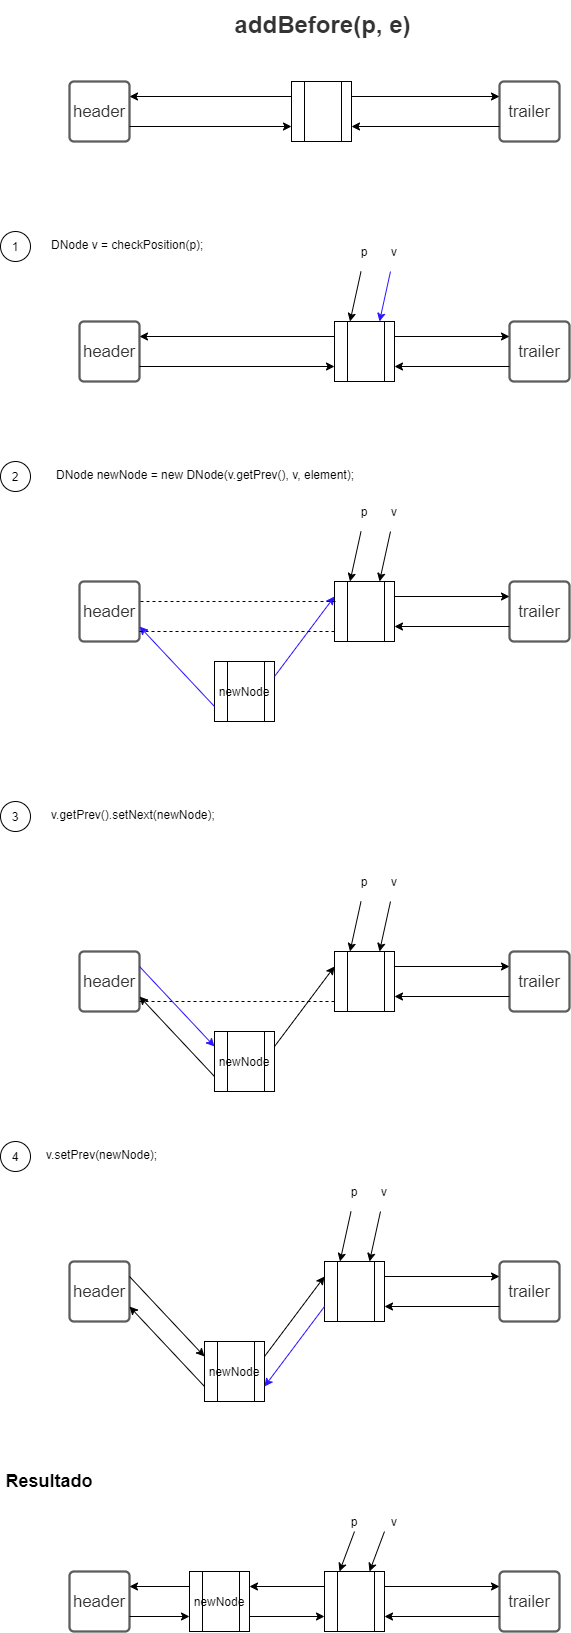 addBefore(p, e)
header
trailer
1 DNode v = checkPosition(p);
p v
header
trailer
2 DNode newNode = new DNode(v.getPrev(), v, element);
p v
header
trailer
newNode
3 v.getPrev().setNext(newNode);
p v
header
trailer
newNode
4 v.setPrev(newNode);
p v
header
trailer
newNode
Resultado
p v
header
newNode
trailer